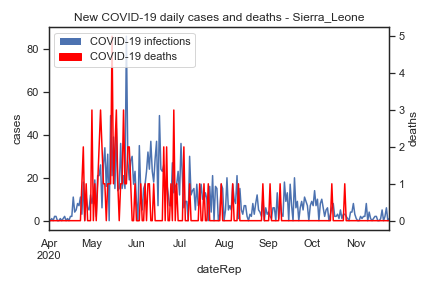 New COVID-19 daily cases and deaths - Sierra_Leone
COVID-19 infections
COVID-19 deaths
80
60
40
20
0
cases
5
4
3
2
1
0
deaths
Apr May Jun Jul Aug Sep Oct Nov
2020
dateRep